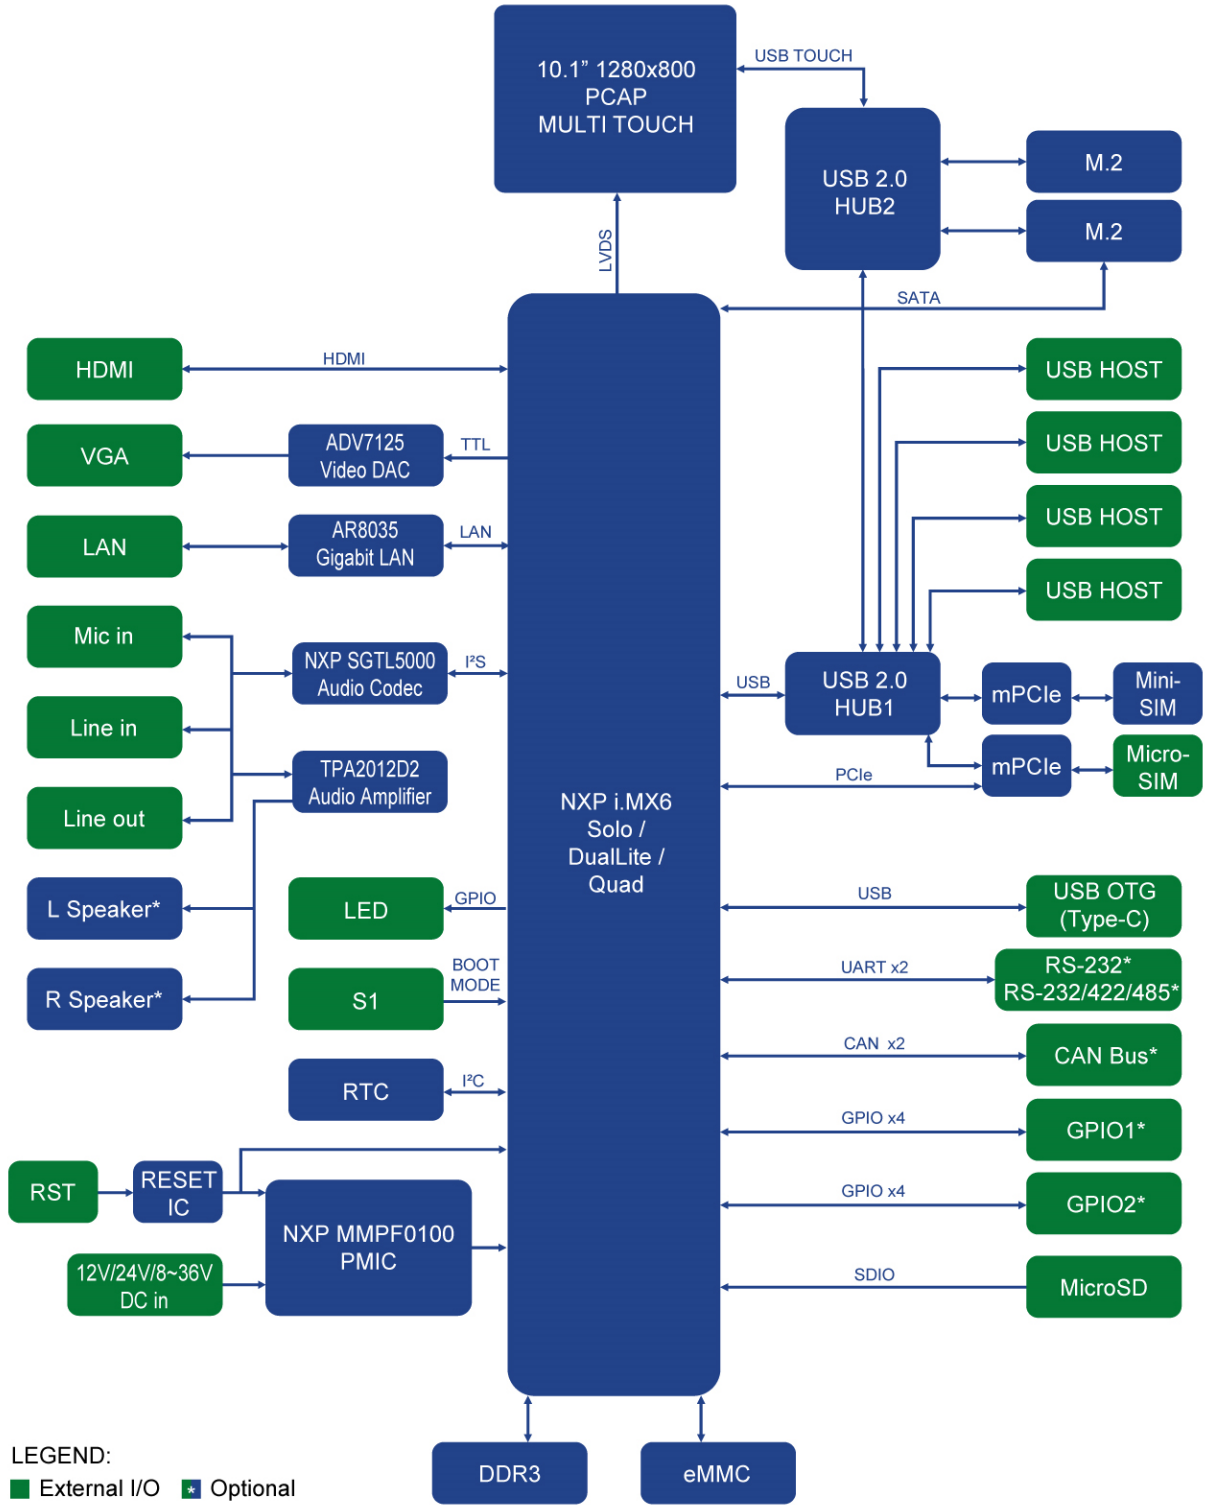 10.1” 1280x800
PCAP
MULTI TOUCH
USB TOUCH
USB 2.0
HUB2
M.2
M.2
LVDS
SATA
HDMI
HDMI
USB HOST
VGA
ADV7125
Video DAC
TTL
USB HOST
LAN
AR8035
Gigabit LAN
LAN
USB HOST
USB HOST
Mic in
NXP SGTL5000
Audio Codec
I²S
Line in
TPA2012D2
Audio Amplifier
Line out
NXP i.MX6
Solo /
DualLite /
Quad
USB
USB 2.0
HUB1
mPCIe
Mini-
SIM
PCIe
mPCIe
Micro-
SIM
L Speaker*
LED
GPIO
USB
USB OTG
(Type-C)
R Speaker*
S1
BOOT
MODE
UART x2
RS-232*
RS-232/422/485*
CAN x2
CAN Bus*
RTC
I²C
GPIO x4
GPIO1*
RST
RESET
IC
GPIO x4
GPIO2*
NXP MMPF0100
PMIC
12V/24V/8~36V
DC in
SDIO
MicroSD
DDR3
eMMC
LEGEND:
External I/O * Optional